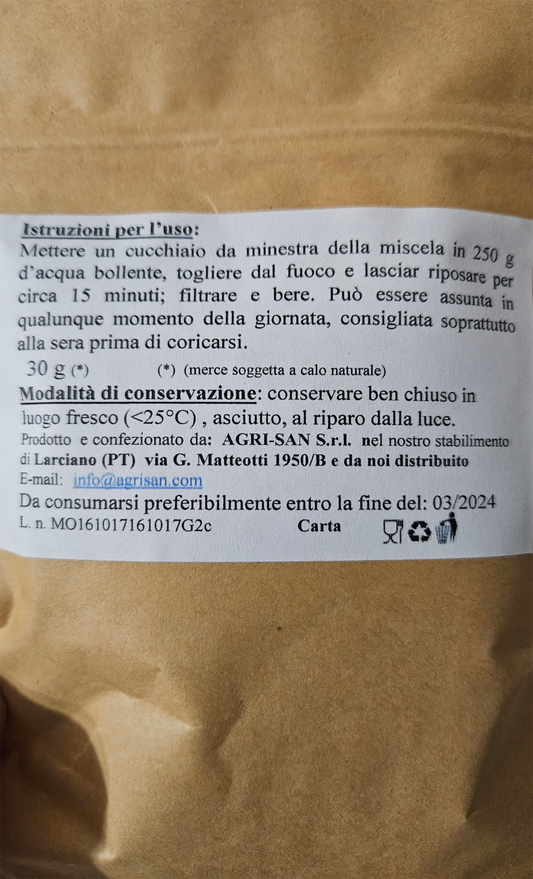 Istruzioni per l'uso:
Mettere un cucchiaio da minestra della miscela in 250 g
d'acqua bollente, togliere dal fuoco e lasciar riposare per
circa 15 minuti; filtrare e bere. Può essere assunta in
qualunque momento della giornata, consigliata soprattutto
alla sera prima di coricarsi.
30 g (*) (*) (merce soggetta a calo naturale)
Modalità di conservazione: conservare ben chiuso in
luogo fresco (<25°C) , asciutto, al riparo dalla luce.
Prodotto e confezionato da: AGRI-SAN S.r.l. nel nostro stabilimento
di Larciano (PT) via G. Matteotti 1950/B e da noi distribuito
E-mail: info@agrisan.com
Da consumarsi preferibilmente entro la fine del: 03/2024
L. n. MO161017161017G2c Carta